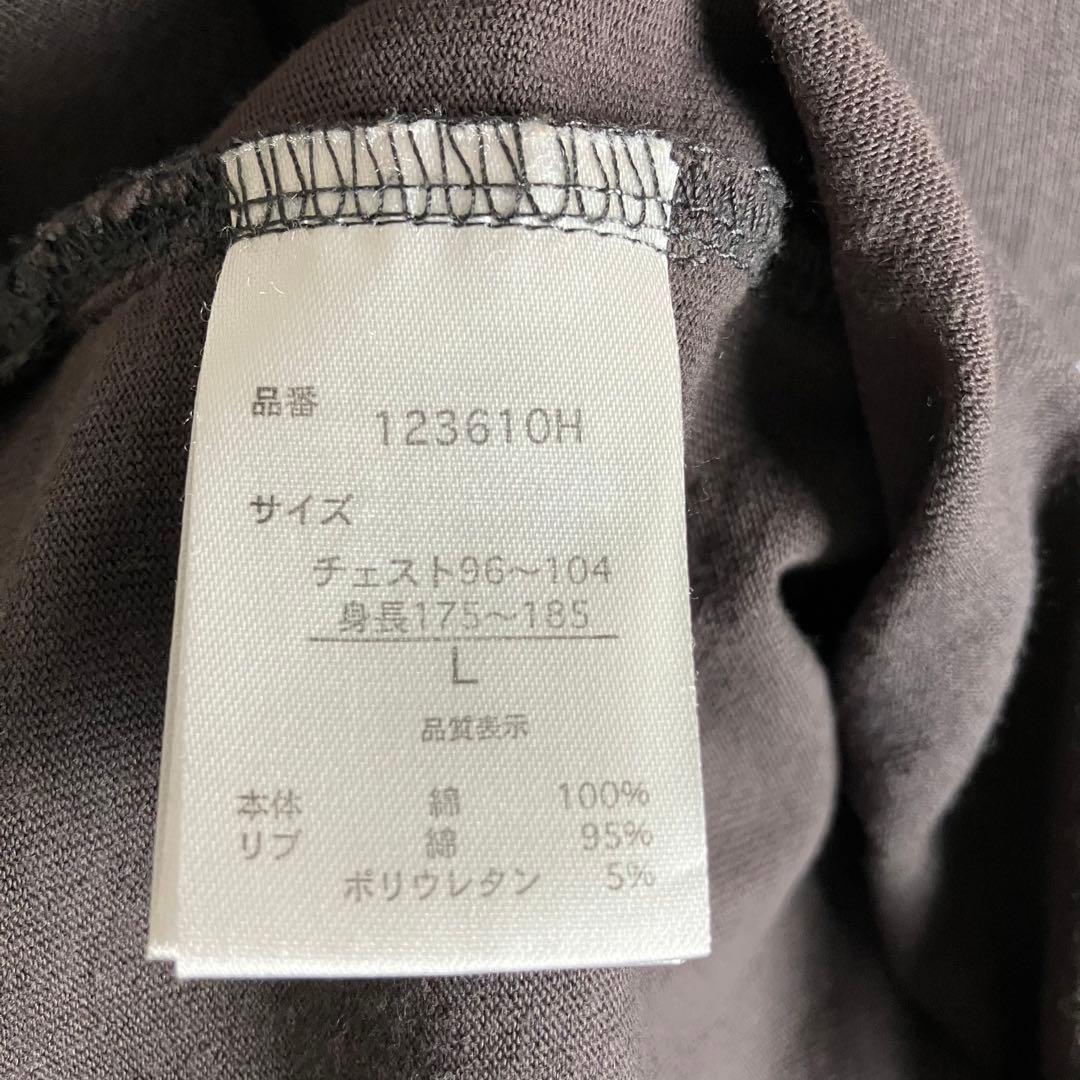 品番 123610H
サイズ
チェスト96〜104
身長175〜185
L
品質表示
本体 綿 100%
リブ 綿 95%
ポリウレタン 5%